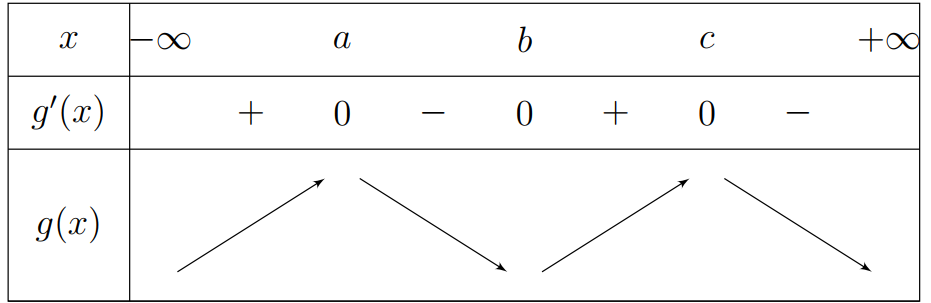 x −∞ a b c +∞
g′(x) + 0 − 0 + 0 −
g(x)